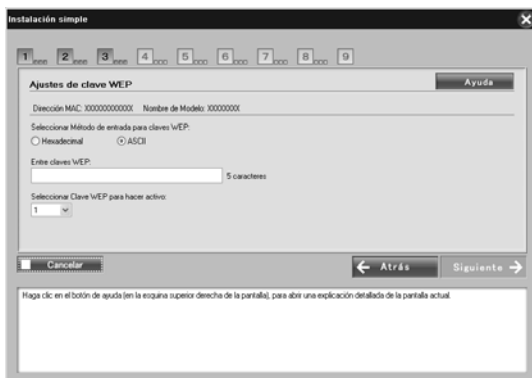 Instalación simple
1 2 3 4 5 6 7 8 9
Ajustes de clave WEP
Ayuda
Dirección MAC: XXXXXXXXXXXX Nombre de Modelo: XXXXXXXX
Seleccionar Método de entrada para claves WEP:
Hexadecimal ASCII
Entre claves WEP:
5 caracteres
Seleccionar Clave WEP para hacer activo:
1
Cancelar
Atrás
Siguiente
Haga clic en el botón de ayuda (en la esquina superior derecha de la pantalla), para abrir una explicación detallada de la pantalla actual.